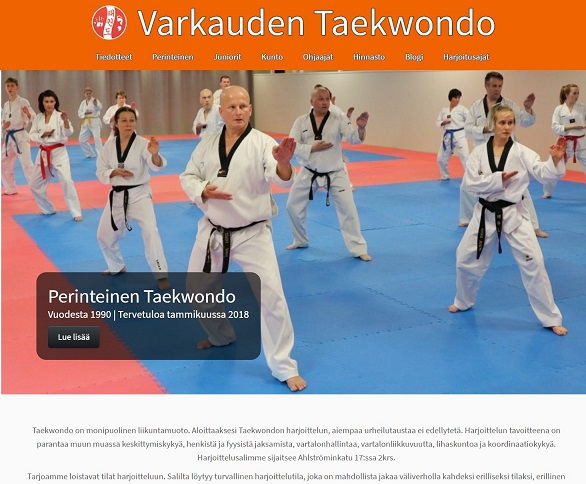 Varkauden Taekwondo
Tiedotteet Perinteinen Juniorit Kunto Ohjaajat Hinnasto Blogi Harjoitusajat
Perinteinen Taekwondo
Vuodesta 1990 | Tervetuloa tammikuussa 2018
Lue lisää
Taekwondo on monipuolinen liikuntamuoto. Aloittaaksesi Taekwondon harjoittelun, aiempaa urheilutaustaa ei edellytetä. Harjoittelun tavoitteena on
parantaa muun muassa keskittymiskykyä, henkistä ja fyysistä jaksamista, vartalonhallintaa, vartalonliikkuvuutta, lihaskuntoa ja koordinaatiokykyä.
Harjoittelusalimme sijaitsee Ahlströminkatu 17:ssa 2krs.
Tarjoamme loistavat tilat harjoitteluun. Salilta löytyy turvallinen harjoittelutila, joka on mahdollista jakaa väliverholla kahdeksi erilliseksi tilaksi, erillinen